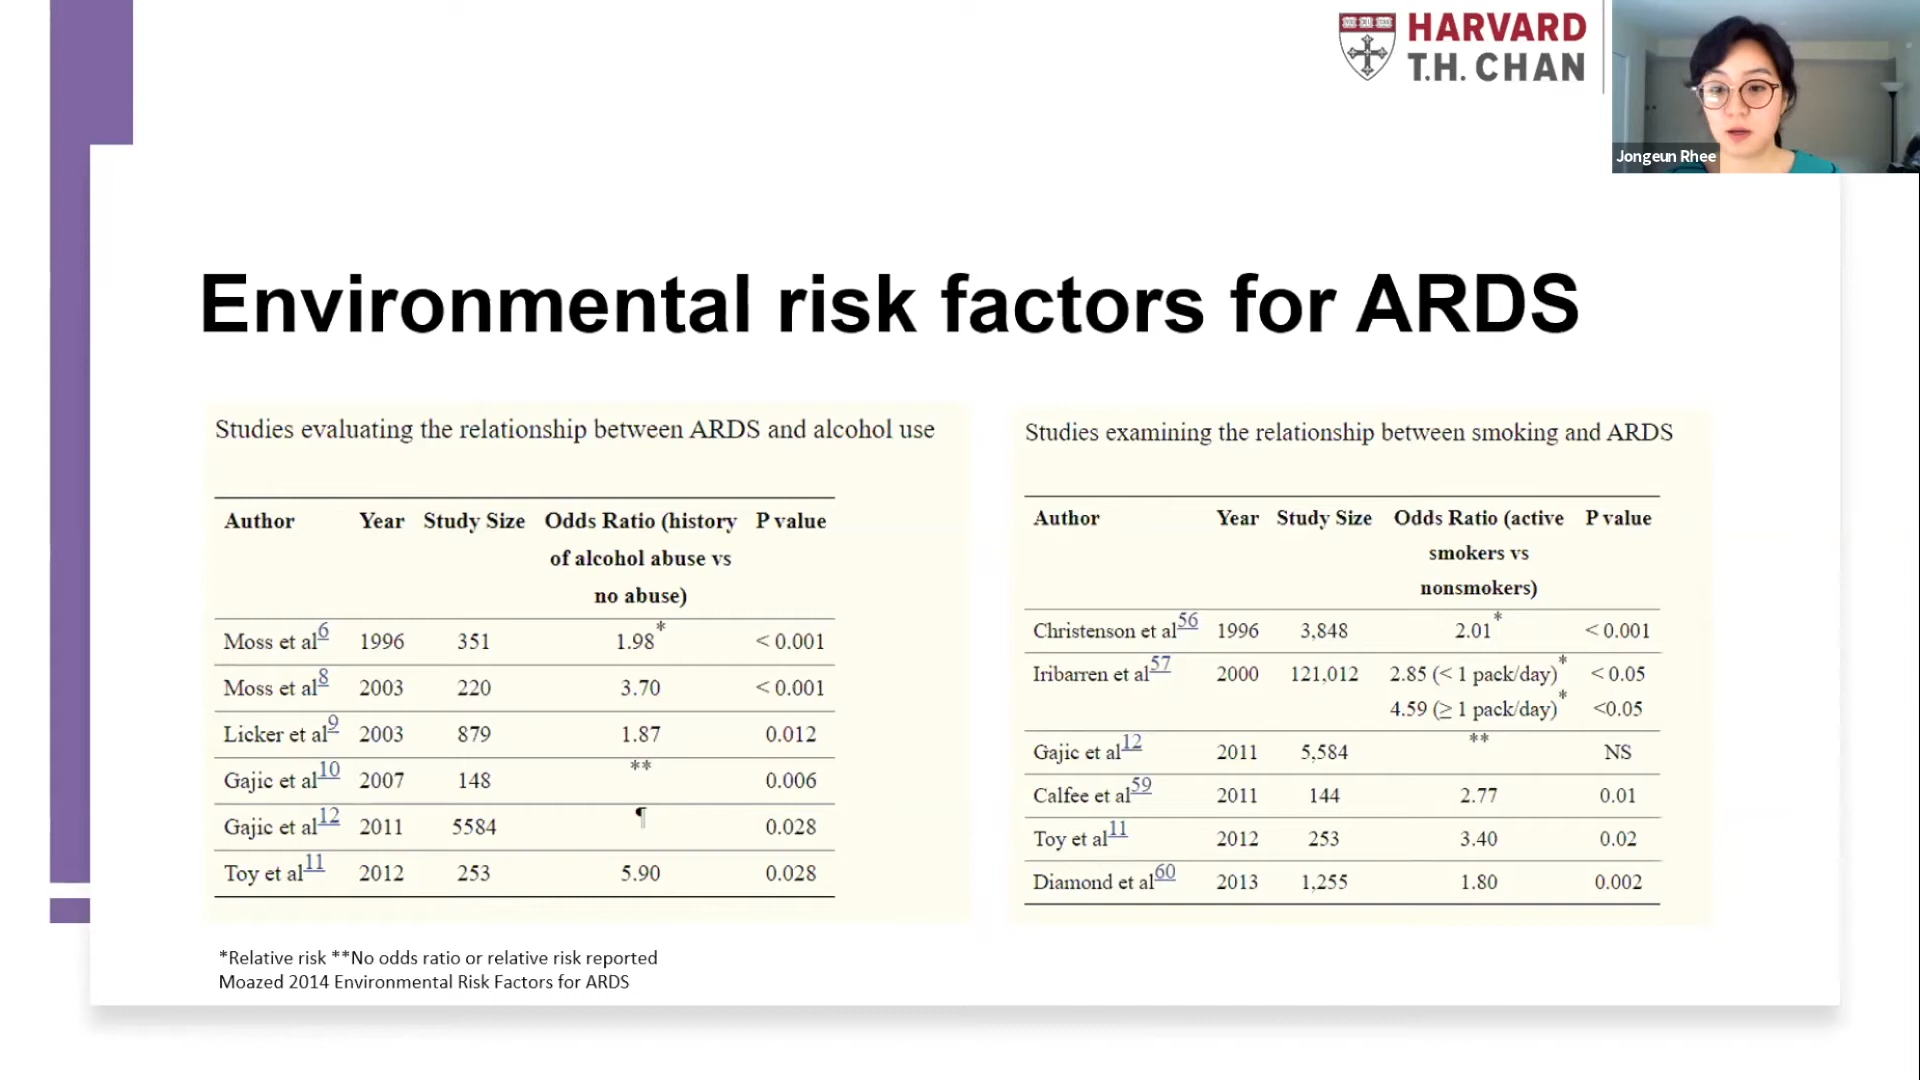 HARVARD
T.H. CHAN
Jongeun Rhee
Environmental risk factors for ARDS
Studies evaluating the relationship between ARDS and alcohol use
Author Year Study Size Odds Ratio (history of alcohol abuse vs no abuse) P value
Moss et al6 1996 351 1.98* < 0.001
Moss et al8 2003 220 3.70 < 0.001
Licker et al9 2003 879 1.87 0.012
Gajic et al10 2007 148 ** 0.006
Gajic et al12 2011 5584 ¶ 0.028
Toy et al11 2012 253 5.90 0.028
Studies examining the relationship between smoking and ARDS
Author Year Study Size Odds Ratio (active smokers vs nonsmokers) P value
Christenson et al56 1996 3,848 2.01* < 0.001
Iribarren et al57 2000 121,012 2.85 (< 1 pack/day)* < 0.05
4.59 (≥ 1 pack/day)* <0.05
Gajic et al12 2011 5,584 ** NS
Calfee et al59 2011 144 2.77 0.01
Toy et al11 2012 253 3.40 0.02
Diamond et al60 2013 1,255 1.80 0.002
*Relative risk **No odds ratio or relative risk reported
Moazed 2014 Environmental Risk Factors for ARDS